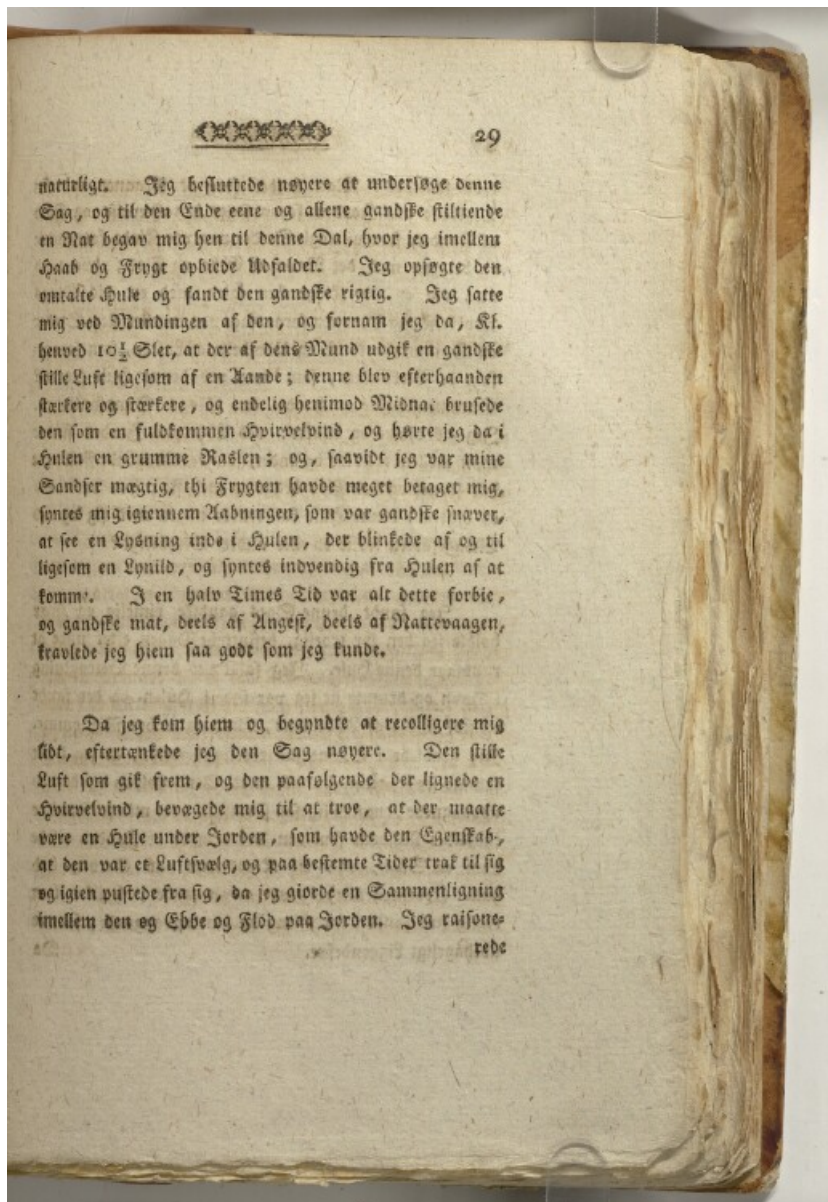 29
naturligt. Jeg besluttede nøyere at undersøge denne
Sag, og til den Ende eene og allene gandske stiltiende
en Nat begav mig hen til denne Dal, hvor jeg imellem
Haab og Frygt opbiede Udfaldet. Jeg opsøgte den
omtalte Hule og fandt den gandske rigtig. Jeg satte
mig ved Mundingen af den, og fornam jeg da, Kl.
henved 10½ Slet, at der af dens Mund udgik en gandske
stille Luft ligesom af en Aande; denne blev efterhaanden
stærkere og stærkere, og endelig henimod Midnat brusede
den som en fuldkommen Hvirvelvind, og hørte jeg da i
Hulen en grumme Raslen; og, saavidt jeg var mine
Sandser mægtig, thi Frygten havde meget betaget mig,
syntes mig igiennem Aabningen, som var gandske snæver,
at see en Lysning inde i Hulen, der blinkede af og til
ligesom en Lynild, og syntes indvendig fra Hulen af at
komme. I en halv Times Tid var alt dette forbie,
og gandske mat, deels af Angest, deels af Nattevaagen,
kravlede jeg hiem saa godt som jeg kunde.
Da jeg kom hiem og begyndte at recolligere mig
lidt, eftertænkede jeg den Sag nøyere. Den stille
Luft som gik frem, og den paafølgende der lignede en
Hvirvelvind, bevægede mig til at troe, at der maatte
være en Hule under Jorden, som havde den Egenskab,
at den var et Luftsvælg, og paa bestemte Tider trak til sig
og igien pustede fra sig, da jeg giorde en Sammenligning
imellem den og Ebbe og Flod paa Jorden. Jeg raisone-
rede